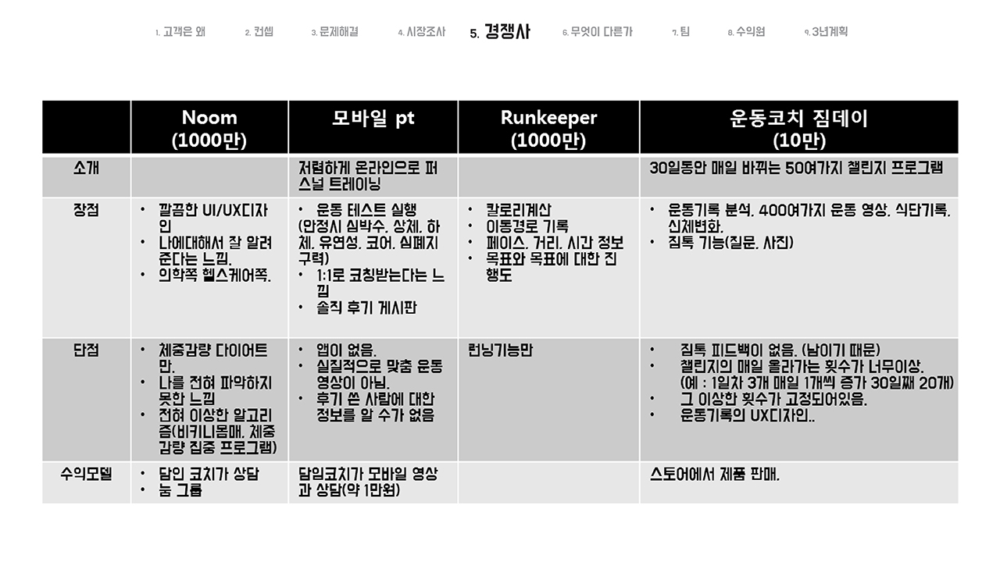 1. 고객은 왜 2. 컨셉 3. 문제해결 4. 시장조사 5. 경쟁사 6. 무엇이 다른가 7. 팀 8. 수익원 9. 3년계획
Noom
(1000만)
모바일 pt
Runkeeper
(1000만)
운동코치 짐데이
(10만)
소개
저렴하게 온라인으로 퍼
스널 트레이닝
30일동안 매일 바뀌는 50여가지 챌린지 프로그램
장점
• 깔끔한 UI/UX디자
인
• 나에대해서 잘 알려
준다는 느낌.
• 의학쪽 헬스케어쪽.
• 운동 테스트 실행
(안정시 심박수, 상체, 하
체, 유연성, 코어, 심폐지
구력)
• 1:1로 코칭받는다는 느
낌
• 솔직 후기 게시판
• 칼로리계산
• 이동경로 기록
• 페이스, 거리, 시간 정보
• 목표와 목표에 대한 진
행도
• 운동기록 분석, 400여가지 운동 영상, 식단기록,
신체변화.
• 짐톡 기능(질문, 사진)
단점
• 체중감량 다이어트
만.
• 나를 전혀 파악하지
못한 느낌
• 전혀 이상한 알고리
즘(비키니몸매, 체중
감량 집중 프로그램)
• 앱이 없음.
• 실질적으로 맞춤 운동
영상이 아님.
• 후기 쓴 사람에 대한
정보를 알 수가 없음
런닝기능만
• 짐톡 피드백이 없음. (남이기 때문)
• 챌린지의 매일 올라가는 횟수가 너무이상.
(예 : 1일차 3개 매일 1개씩 증가 30일째 20개)
• 그 이상한 횟수가 고정되어있음.
• 운동기록의 UX디자인..
수익모델
• 담인 코치가 상담
• 눔 그룹
담임코치가 모바일 영상
과 상담(약 1만원)
스토어에서 제품 판매.